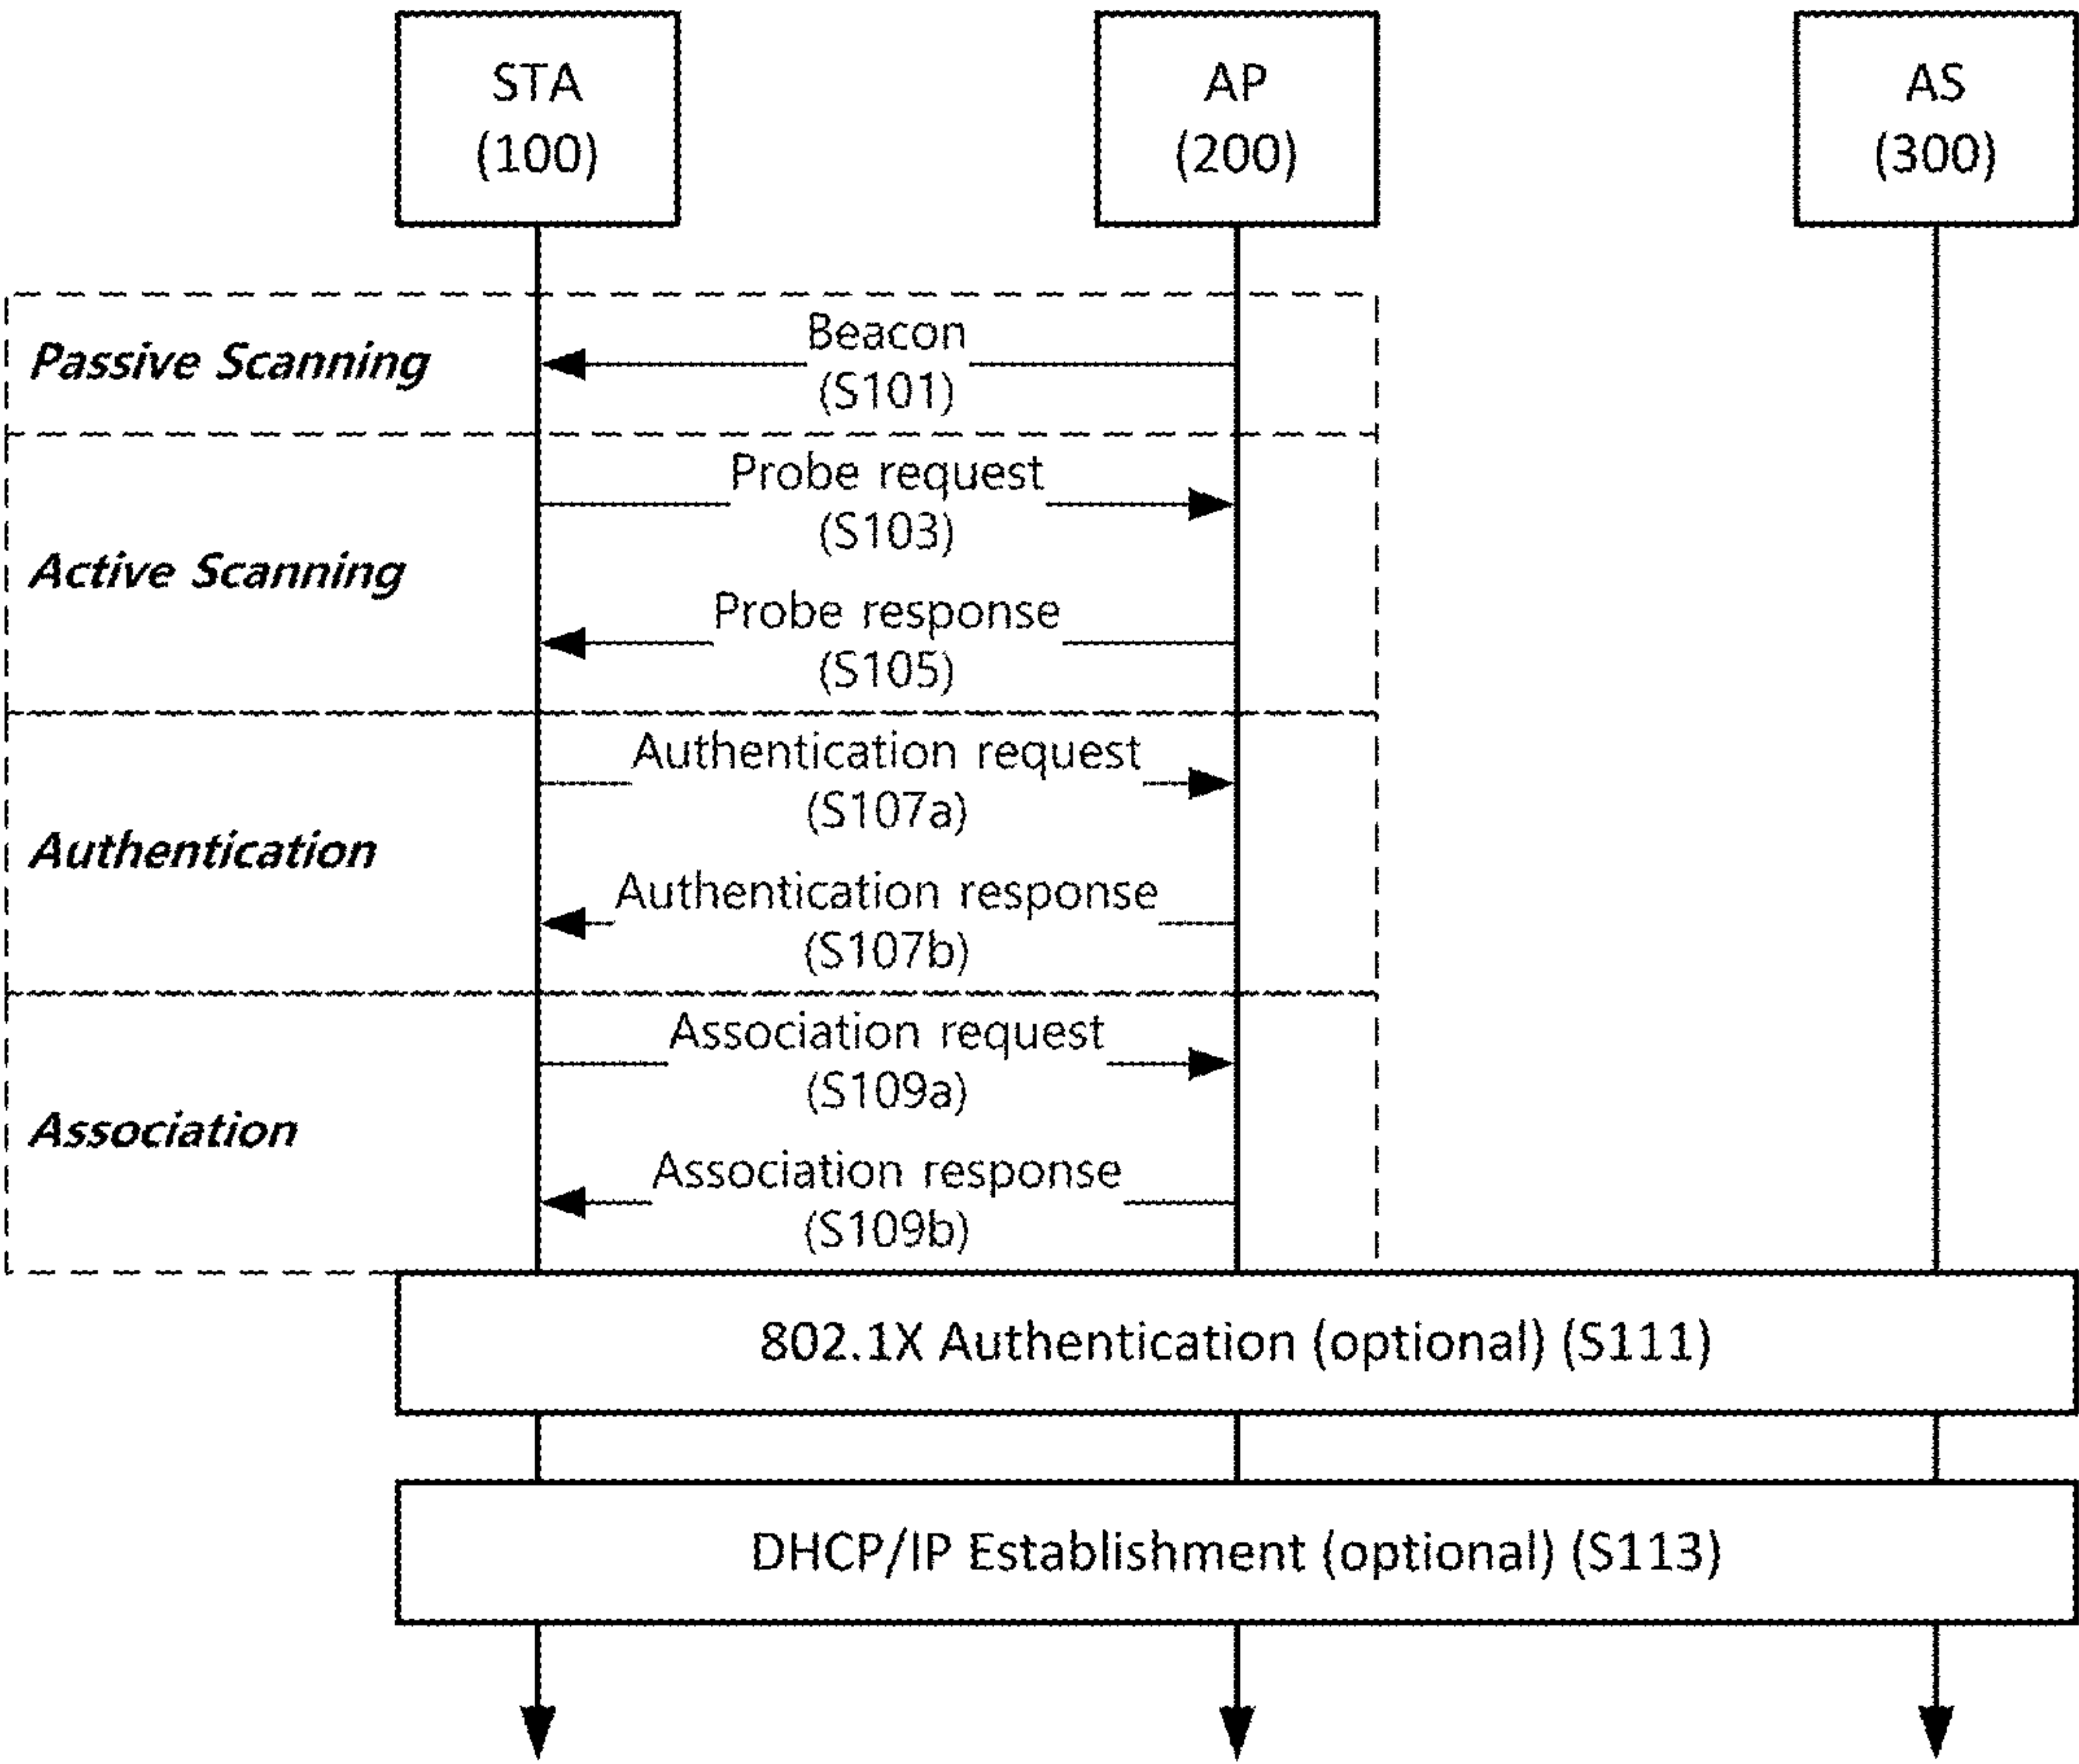 STA
(100)
AP
(200)
AS
(300)
Passive Scanning
Beacon
(S101)
Active Scanning
Probe request
(S103)
Probe response
(S105)
Authentication
Authentication request
(S107a)
Authentication response
(S107b)
Association
Association request
(S109a)
Association response
(S109b)
802.1X Authentication (optional) (S111)
DHCP/IP Establishment (optional) (S113)